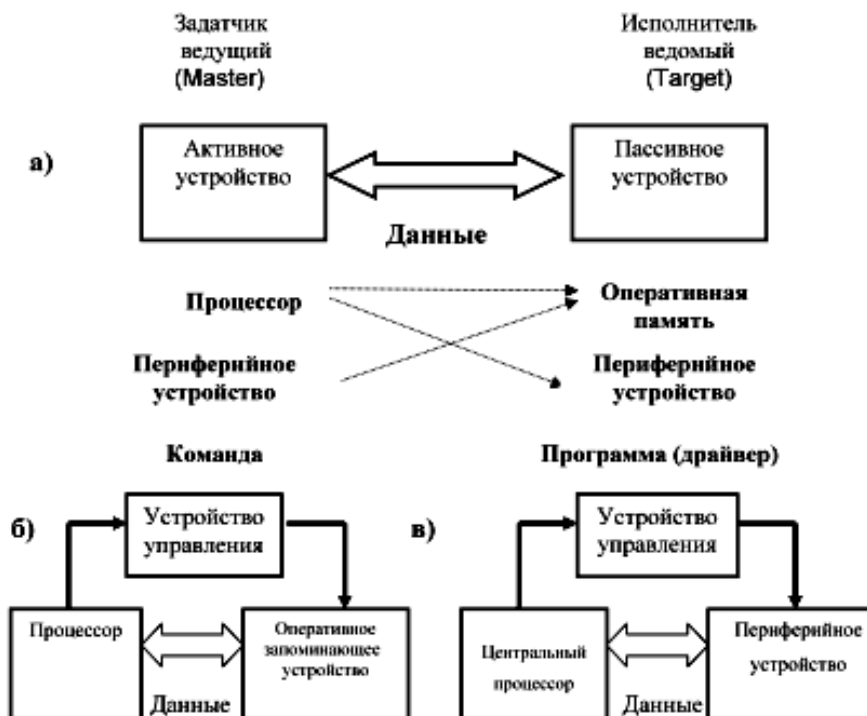 Задатчик
ведущий
(Master)
Исполнитель
ведомый
(Target)
а)
Активное
устройство
Пассивное
устройство
Данные
Процессор
Оперативная
память
Периферийное
устройство
Периферийное
устройство
Команда
Программа (драйвер)
б)
Устройство
управления
в)
Устройство
управления
Процессор
Оперативное
запоминающее
устройство
Центральный
процессор
Периферийное
устройство
Данные
Данные